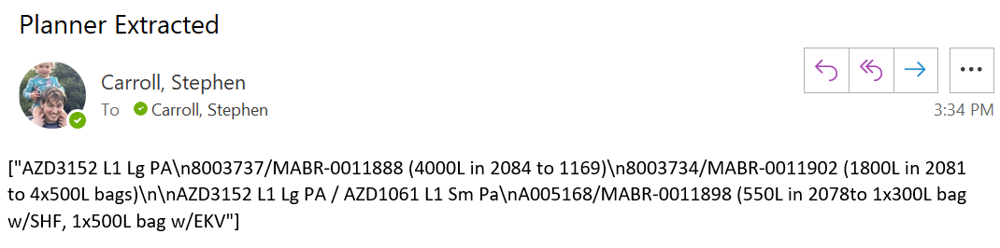 Planner Extracted
Carroll, Stephen
To Carroll, Stephen
3:34 PM
["AZD3152 L1 Lg PA\n8003737/MABR-0011888 (4000L in 2084 to 1169)\n8003734/MABR-0011902 (1800L in 2081
to 4x500L bags)\n\nAZD3152 L1 Lg PA / AZD1061 L1 Sm Pa\nA005168/MABR-0011898 (550L in 2078to 1x300L bag
w/SHF, 1x500L bag w/EKV"]